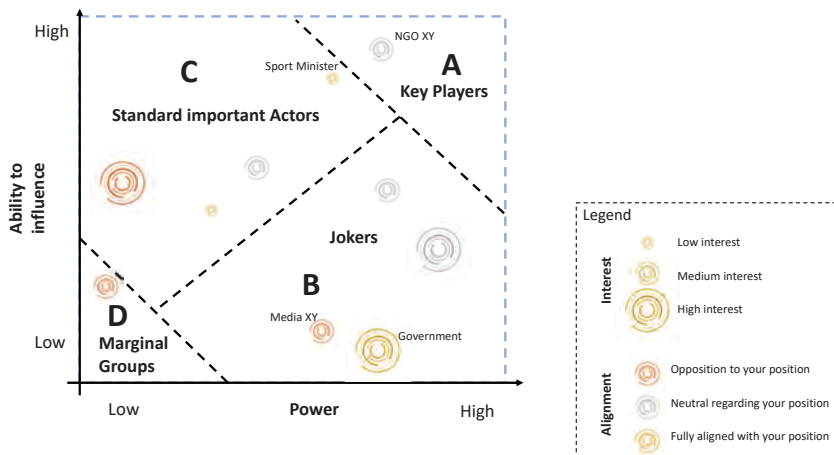 High
NGO XY
C
Sport Minister
A
Key Players
Standard important Actors
Ability to
influence
Jokers
B
Media XY
Government
D
Marginal
Groups
Low
Low
Power
High
Legend
Interest
Low interest
Medium interest
High interest
Alignment
Opposition to your position
Neutral regarding your position
Fully aligned with your position